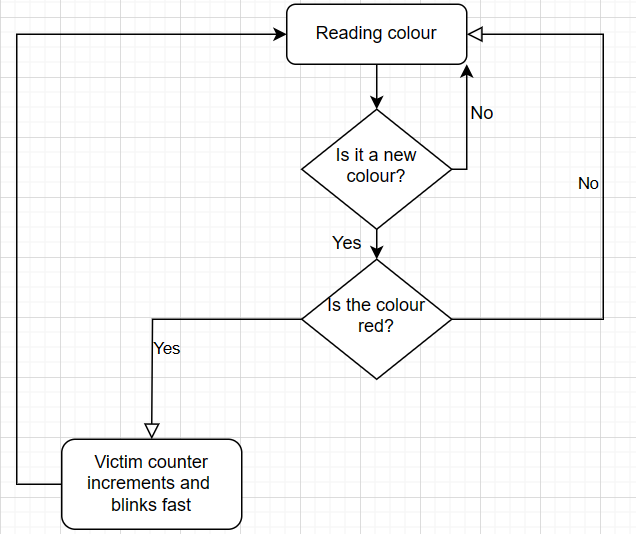 Reading colour
No
Is it a new
colour?
No
Yes
Is the colour
red?
Yes
Victim counter
increments and
blinks fast